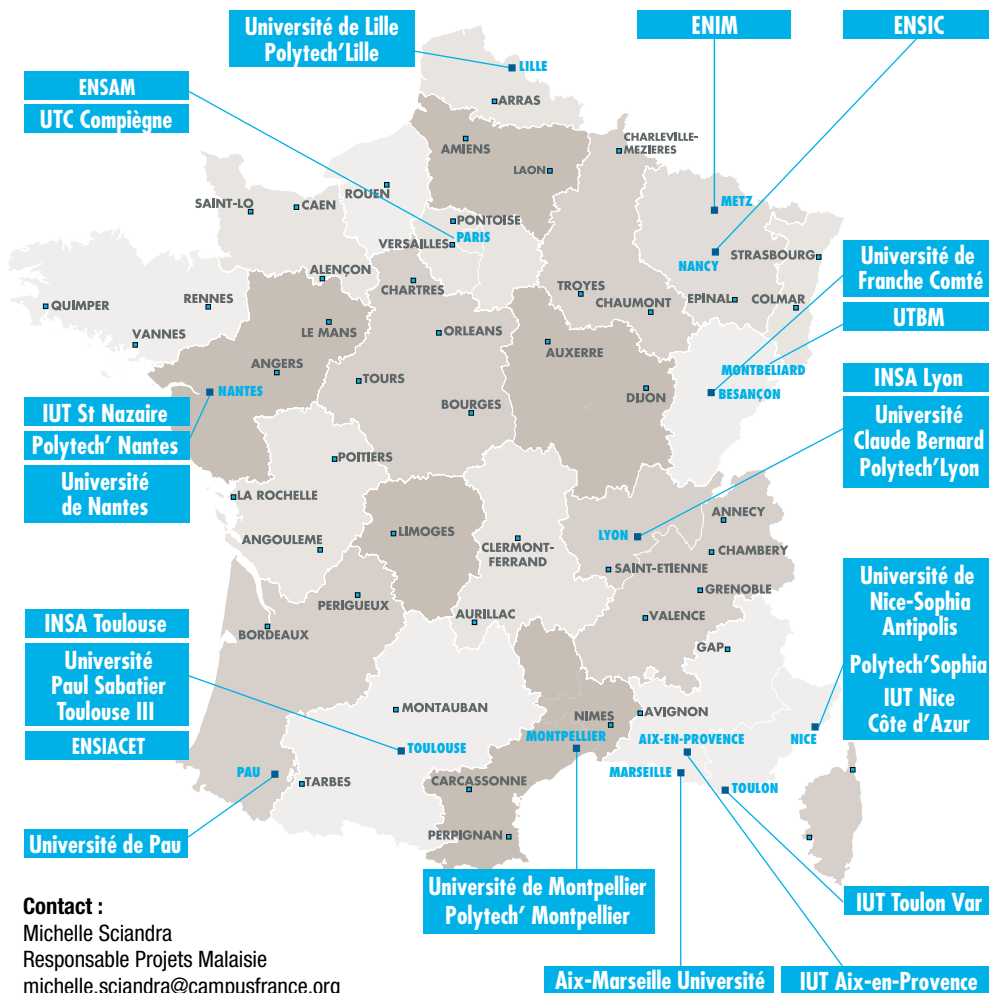 Université de Lille
Polytech'Lille
ENIM
ENSIC
ENSAM
UTC Compiègne
LILLE
ARRAS
AMIENS
LAON
CHARLEVILLE-
MEZIERES
ROUEN
SAINT-LO
CAEN
METZ
PONTOISE
PARIS
VERSAILLES
NANCY
STRASBOURG
Université de
Franche Comté
ALENÇON
CHARTRES
TROYES
CHAUMONT
EPINAL
COLMAR
QUIMPER
RENNES
VANNES
LE MANS
ORLEANS
AUXERRE
UTBM
ANGERS
TOURS
MONTBELIARD
BESANÇON
DIJON
INSA Lyon
NANTES
BOURGES
IUT St Nazaire
Polytech' Nantes
Université
de Nantes
Université
Claude Bernard
Polytech'Lyon
POITIERS
LA ROCHELLE
ANGOULEME
LIMOGES
CLERMONT-
FERRAND
LYON
ANNECY
CHAMBERY
SAINT-ETIENNE
GRENOBLE
PERIGUEUX
AURILLAC
VALENCE
BORDEAUX
GAP
Université de
Nice-Sophia
Antipolis
Polytech'Sophia
IUT Nice
Côte d'Azur
INSA Toulouse
Université
Paul Sabatier
Toulouse III
ENSIACET
MONTAUBAN
NIMES
AVIGNON
MONTPELLIER
AIX-EN-PROVENCE
NICE
TOULOUSE
PAU
TARBES
CARCASSONNE
MARSEILLE
TOULON
PERPIGNAN
Université de Pau
Université de Montpellier
Polytech' Montpellier
IUT Toulon Var
Aix-Marseille Université
IUT Aix-en-Provence
Contact :
Michelle Sciandra
Responsable Projets Malaisie
michelle.sciandra@campusfrance.org